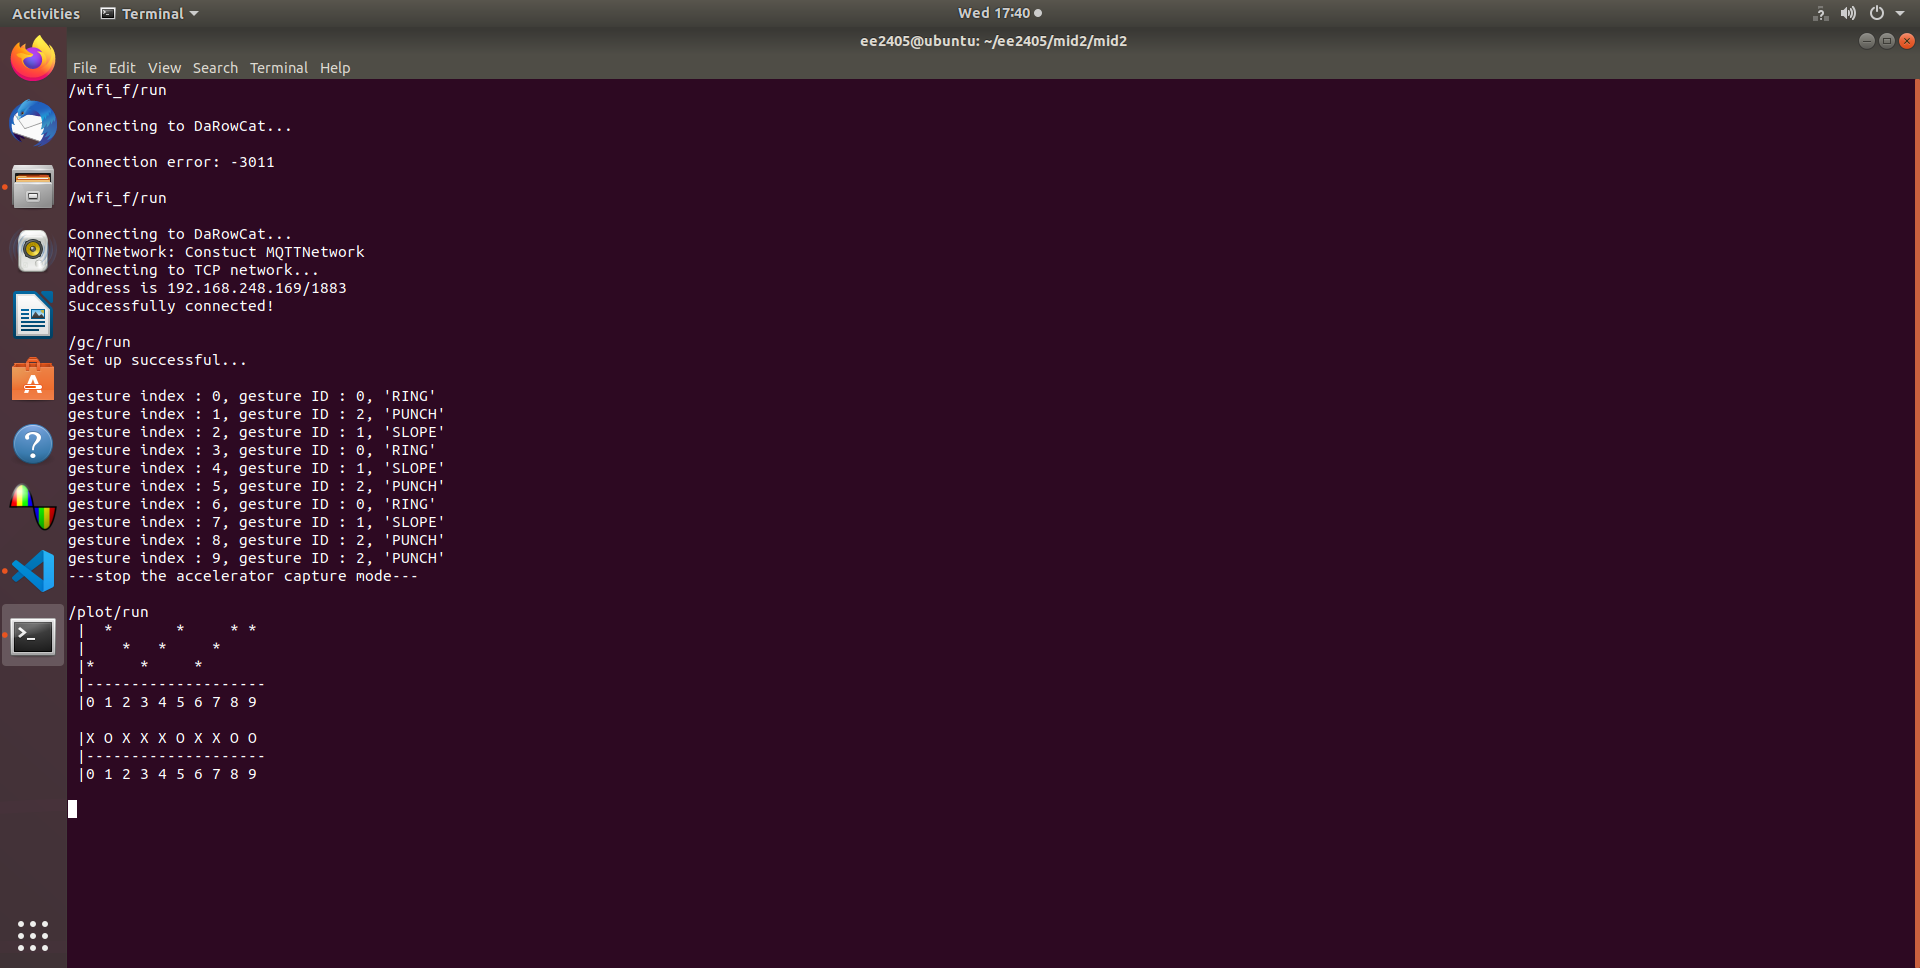 Activities Terminal Wed 17:40
ee2405@ubuntu: ~/ee2405/mid2/mid2
File Edit View Search Terminal Help
/wifi_f/run
Connecting to DaRowCat...
Connection error: -3011
/wifi_f/run
Connecting to DaRowCat...
MQTTNetwork: Constuct MQTTNetwork
Connecting to TCP network...
address is 192.168.248.169/1883
Successfully connected!
/gc/run
Set up successful...
gesture index : 0, gesture ID : 0, 'RING'
gesture index : 1, gesture ID : 2, 'PUNCH'
gesture index : 2, gesture ID : 1, 'SLOPE'
gesture index : 3, gesture ID : 0, 'RING'
gesture index : 4, gesture ID : 1, 'SLOPE'
gesture index : 5, gesture ID : 2, 'PUNCH'
gesture index : 6, gesture ID : 0, 'RING'
gesture index : 7, gesture ID : 1, 'SLOPE'
gesture index : 8, gesture ID : 2, 'PUNCH'
gesture index : 9, gesture ID : 2, 'PUNCH'
---stop the accelerator capture mode---
/plot/run
 |  *       *     * *
 |    *   *     *
 |*     *     *
 |--------------------
 |0 1 2 3 4 5 6 7 8 9
 |X O X X X O X X O O
 |--------------------
 |0 1 2 3 4 5 6 7 8 9